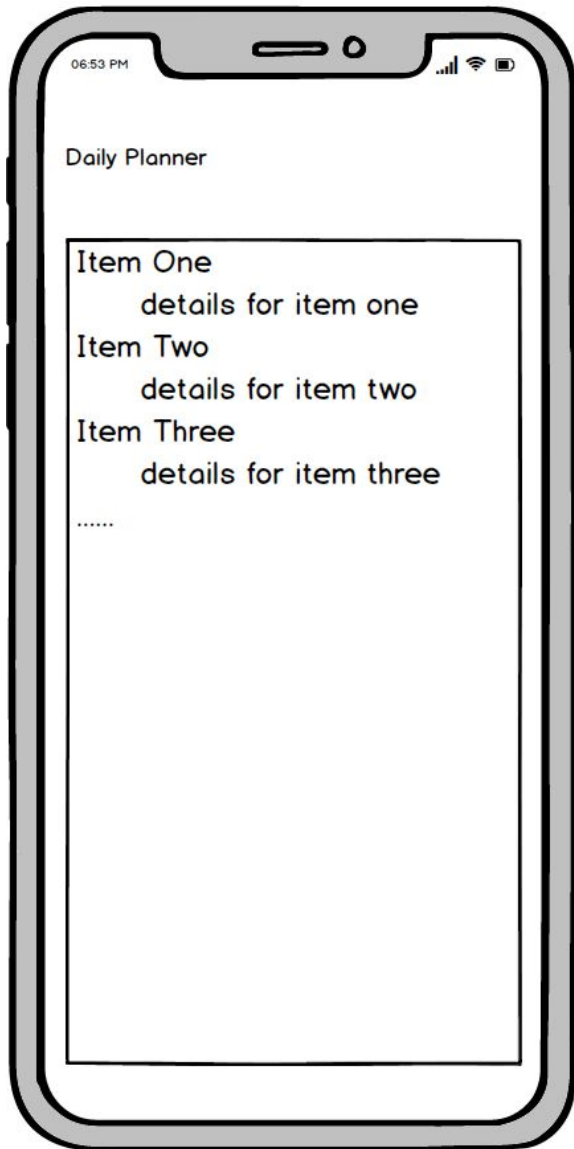 06:53 PM
Daily Planner
Item One
details for item one
Item Two
details for item two
Item Three
details for item three
......